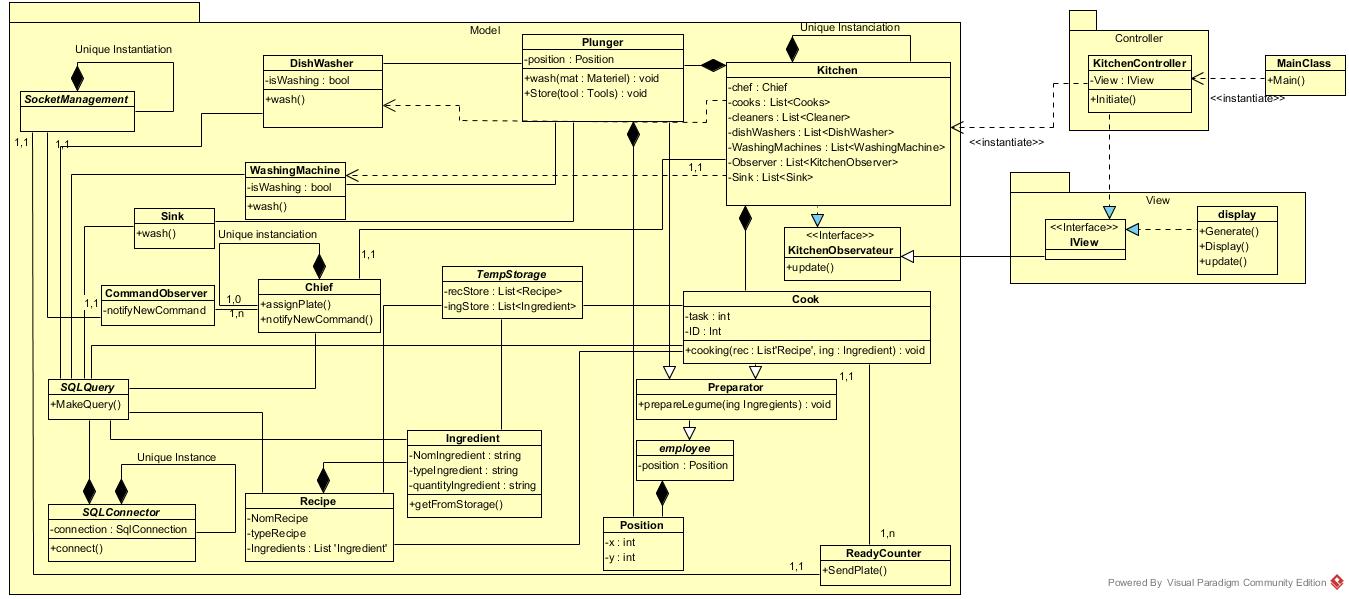 Model
Unique Instantiation
SocketManagement
1,1
1,1
DishWasher
-isWashing : bool
+wash()
Plunger
-position : Position
+wash(mat : Materiel) : void
+Store(tool : Tools) : void
Unique Instanciation
Kitchen
-chef : Chief
-cooks : List<Cooks>
-cleaners : List<Cleaner>
-dishWashers : List<DishWasher>
-WashingMachines : List<WashingMachine>
-Observer : List<KitchenObserver>
-Sink : List<Sink>
Controller
KitchenController
-View : IView
+Initiate()
MainClass
+Main()
<<instantiate>>
<<instantiate>>
WashingMachine
-isWashing : bool
+wash()
1,1
Sink
+wash()
Unique instanciation
1,1
<<Interface>>
KitchenObservateur
+update()
View
<<Interface>>
IView
display
+Generate()
+Display()
+update()
CommandObserver
-notifyNewCommand
1,1
1,0
1,n
Chief
+assignPlate()
+notifyNewCommand()
TempStorage
-recStore : List<Recipe>
-ingStore : List<Ingredient>
Cook
-task : int
-ID : Int
+cooking(rec : List'Recipe', ing : Ingredient) : void
SQLQuery
+MakeQuery()
Preparator
+prepareLegume(ing Ingregients) : void
1,1
employee
-position : Position
Ingredient
-NomIngredient : string
-typeIngredient : string
-quantityIngredient : string
+getFromStorage()
Unique Instance
SQLConnector
-connection : SqlConnection
+connect()
Recipe
-NomRecipe
-typeRecipe
-Ingredients : List 'Ingredient'
Position
-x : int
-y : int
1,n
ReadyCounter
+SendPlate()
1,1
Powered By Visual Paradigm Community Edition